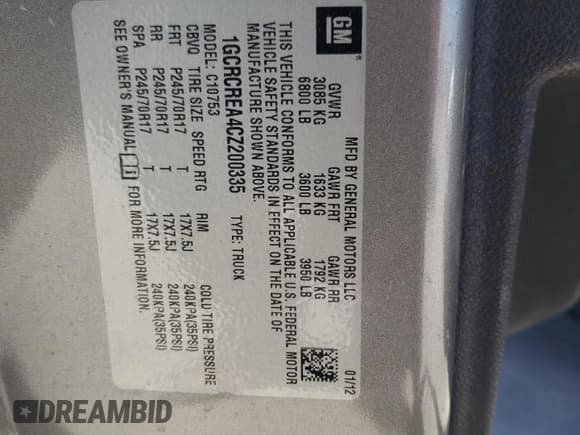 GM
MFD BY GENERAL MOTORS LLC 01/12
GVWR GAWR FRT GAWR RR
3085 KG 1633 KG 1792 KG
6800 LB 3600 LB 3950 LB
THIS VEHICLE CONFORMS TO ALL APPLICABLE U.S. FEDERAL MOTOR
VEHICLE SAFETY STANDARDS IN EFFECT ON THE DATE OF
MANUFACTURE SHOWN ABOVE.
1GCRCREA4CZ200335 TYPE: TRUCK
MODEL: C10753
CBVQ TIRE SIZE SPEED RTG RIM COLD TIRE PRESSURE
FRT P245/70R17 T 17X7.5J 240KPA(35PSI)
RR P245/70R17 T 17X7.5J 240KPA(35PSI)
SPA P245/70R17 T 17X7.5J 240KPA(35PSI)
SEE OWNER'S MANUAL i FOR MORE INFORMATION.
DREAMBID